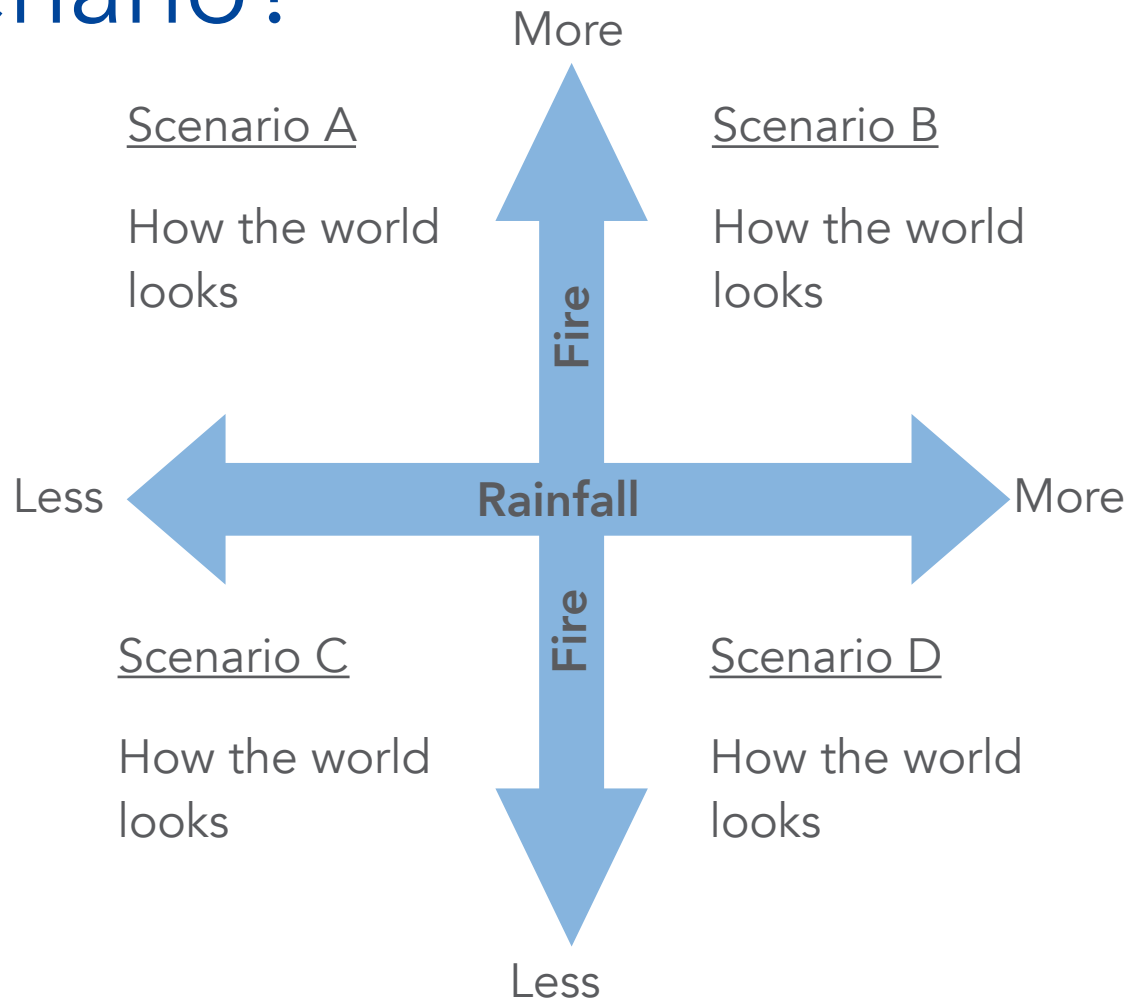 More
Scenario A
How the world
looks
Scenario B
How the world
looks
Fire
Less
Rainfall
More
Fire
Scenario C
How the world
looks
Scenario D
How the world
looks
Less